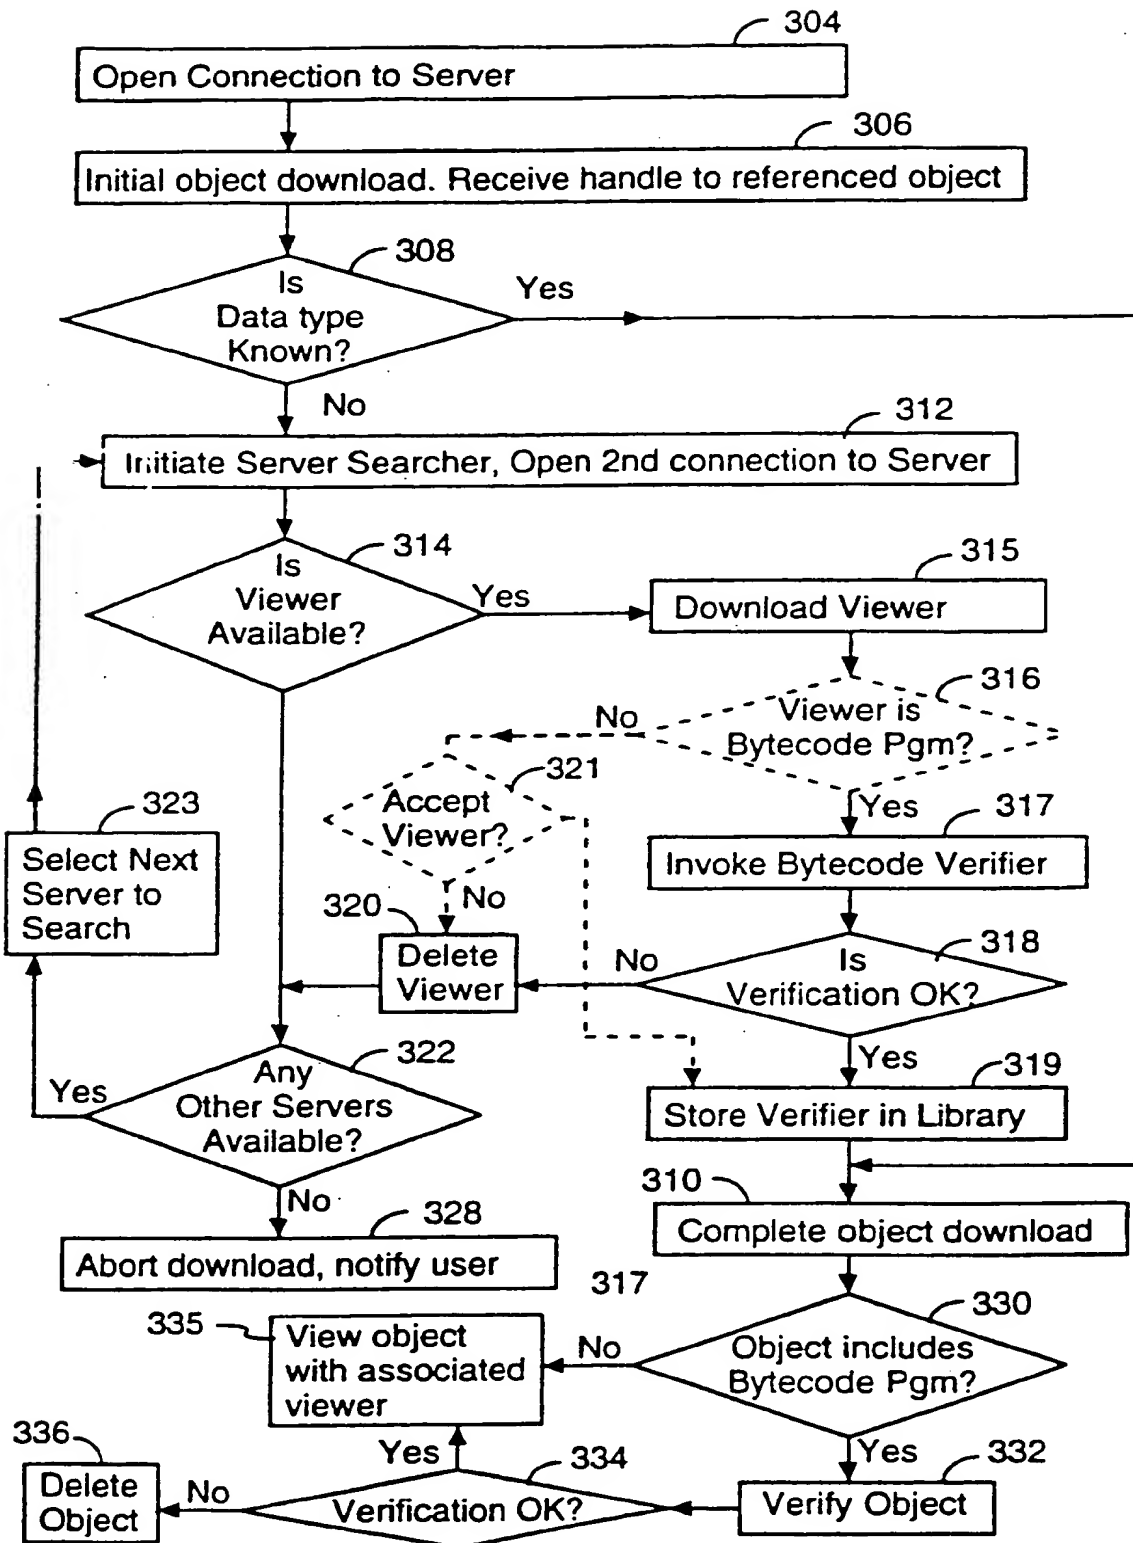 304
Open Connection to Server
306
Initial object download. Receive handle to referenced object
308
Is
Data type
Known?
Yes
No
312
Initiate Server Searcher, Open 2nd connection to Server
314
Is
Viewer
Available?
Yes
315
Download Viewer
316
Viewer is
Bytecode Pgm?
No
Yes
321
Accept
Viewer?
No
323
Select Next
Server to
Search
317
Invoke Bytecode Verifier
320
Delete
Viewer
318
Is
Verification OK?
No
Yes
322
Any
Other Servers
Available?
Yes
No
319
Store Verifier in Library
310
Complete object download
328
Abort download, notify user
317
330
Object includes
Bytecode Pgm?
No
Yes
335
View object
with associated
viewer
332
Verify Object
334
Verification OK?
Yes
No
336
Delete
Object